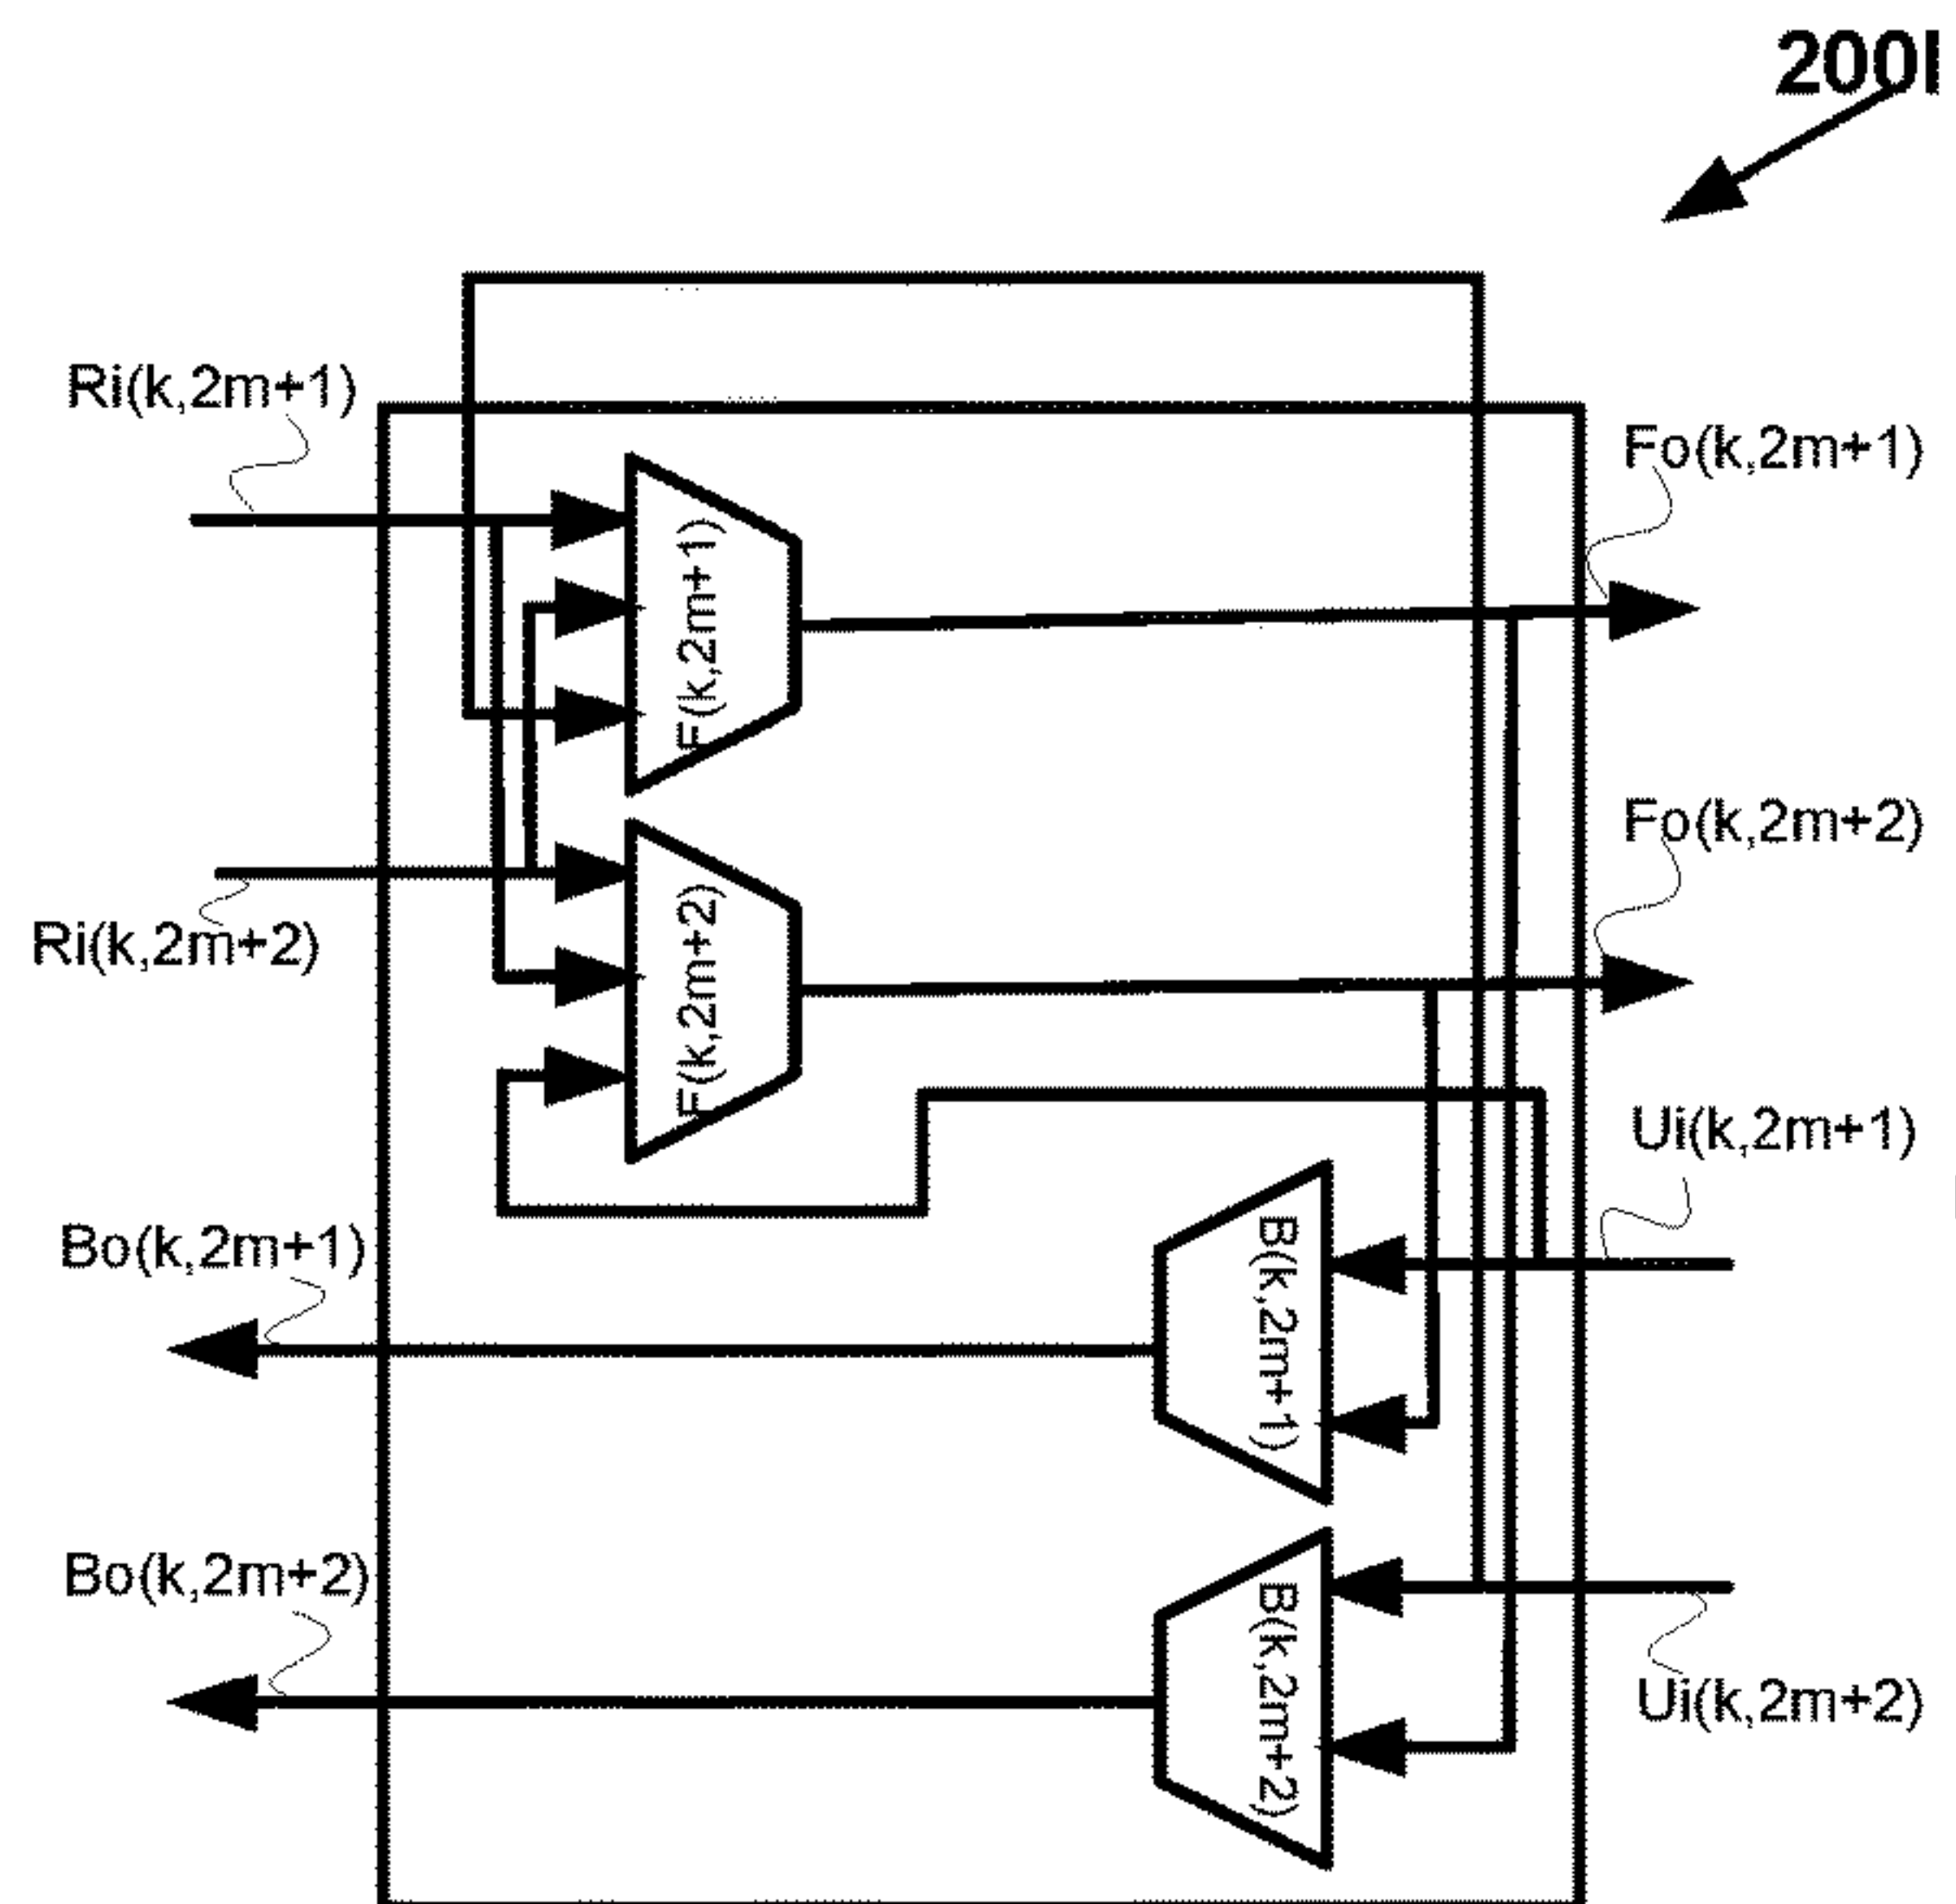 200I
Ri(k,2m+1)
Fo(k,2m+1)
F(k,2m+1)
Fo(k,2m+2)
Ri(k,2m+2)
F(k,2m+2)
Ui(k,2m+1)
Bo(k,2m+1)
B(k,2m+1)
Bo(k,2m+2)
B(k,2m+2)
Ui(k,2m+2)